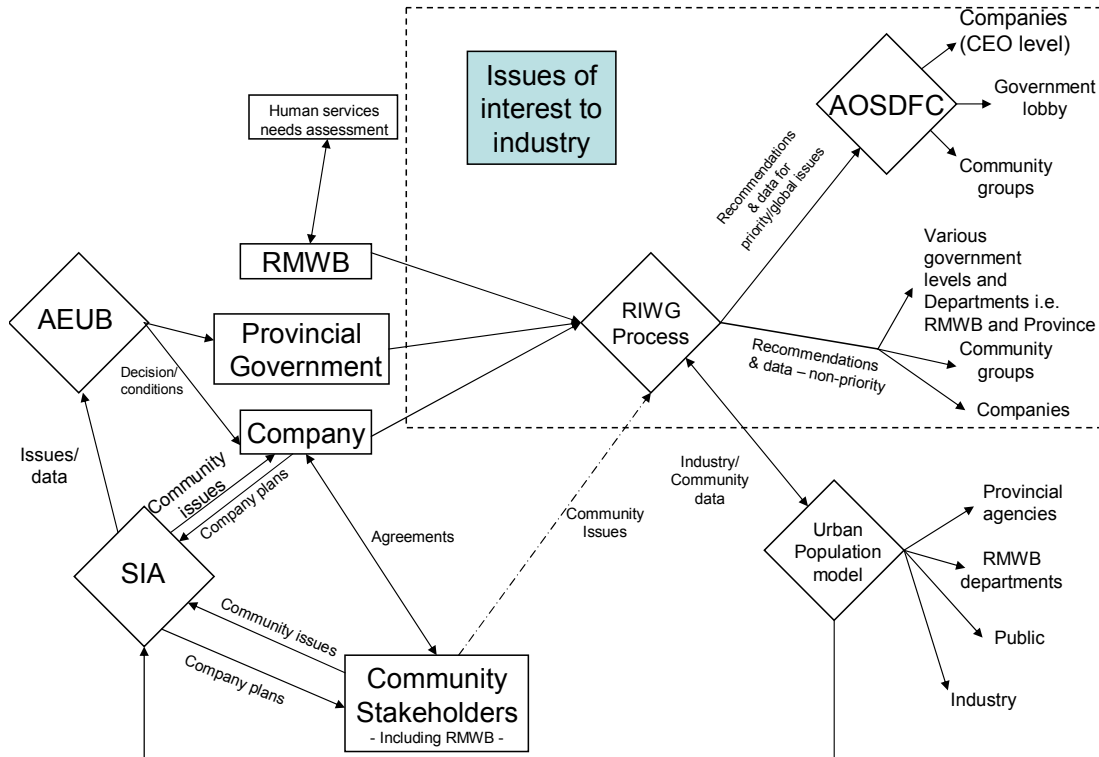 Companies
(CEO level)
Issues of
interest to
industry
AOSDFC
Government
lobby
Human services
needs assessment
Recommendations
& data for
priority/global issues
Community
groups
Various
government
levels and
Departments i.e.
RMWB and Province
RMWB
AEUB
RIWG
Process
Provincial
Government
Recommendations
& data – non-priority
Community
groups
Decision/
conditions
Companies
Company
Issues/
data
Community
issues
Company plans
Industry/
Community
data
Provincial
agencies
Community
Issues
Agreements
Urban
Population
model
RMWB
departments
SIA
Public
Community issues
Company plans
Industry
Community
Stakeholders
- Including RMWB -